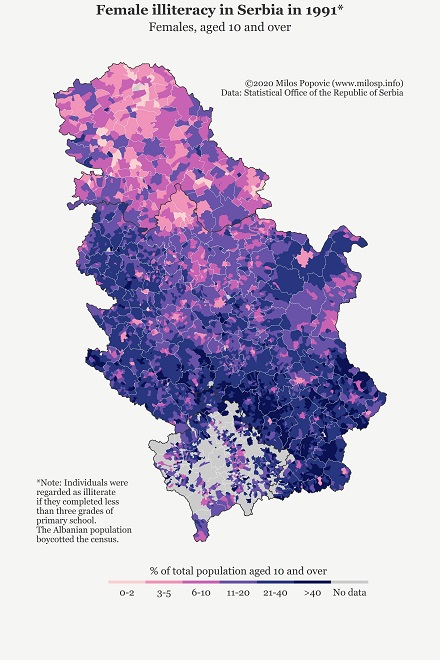 Female illiteracy in Serbia in 1991*
Females, aged 10 and over
©2020 Milos Popovic (www.milosp.info)
Data: Statistical Office of the Republic of Serbia
*Note: Individuals were
regarded as illiterate
if they completed less
than three grades of
primary school.
The Albanian population
boycotted the census.
% of total population aged 10 and over
0-2 3-5 6-10 11-20 21-40 >40 No data